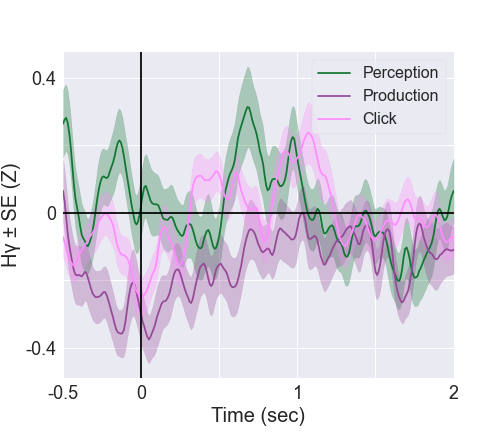 Perception
Production
Click
Hγ ± SE (Z)
0.4
0
-0.4
-0.5
0
1
2
Time (sec)